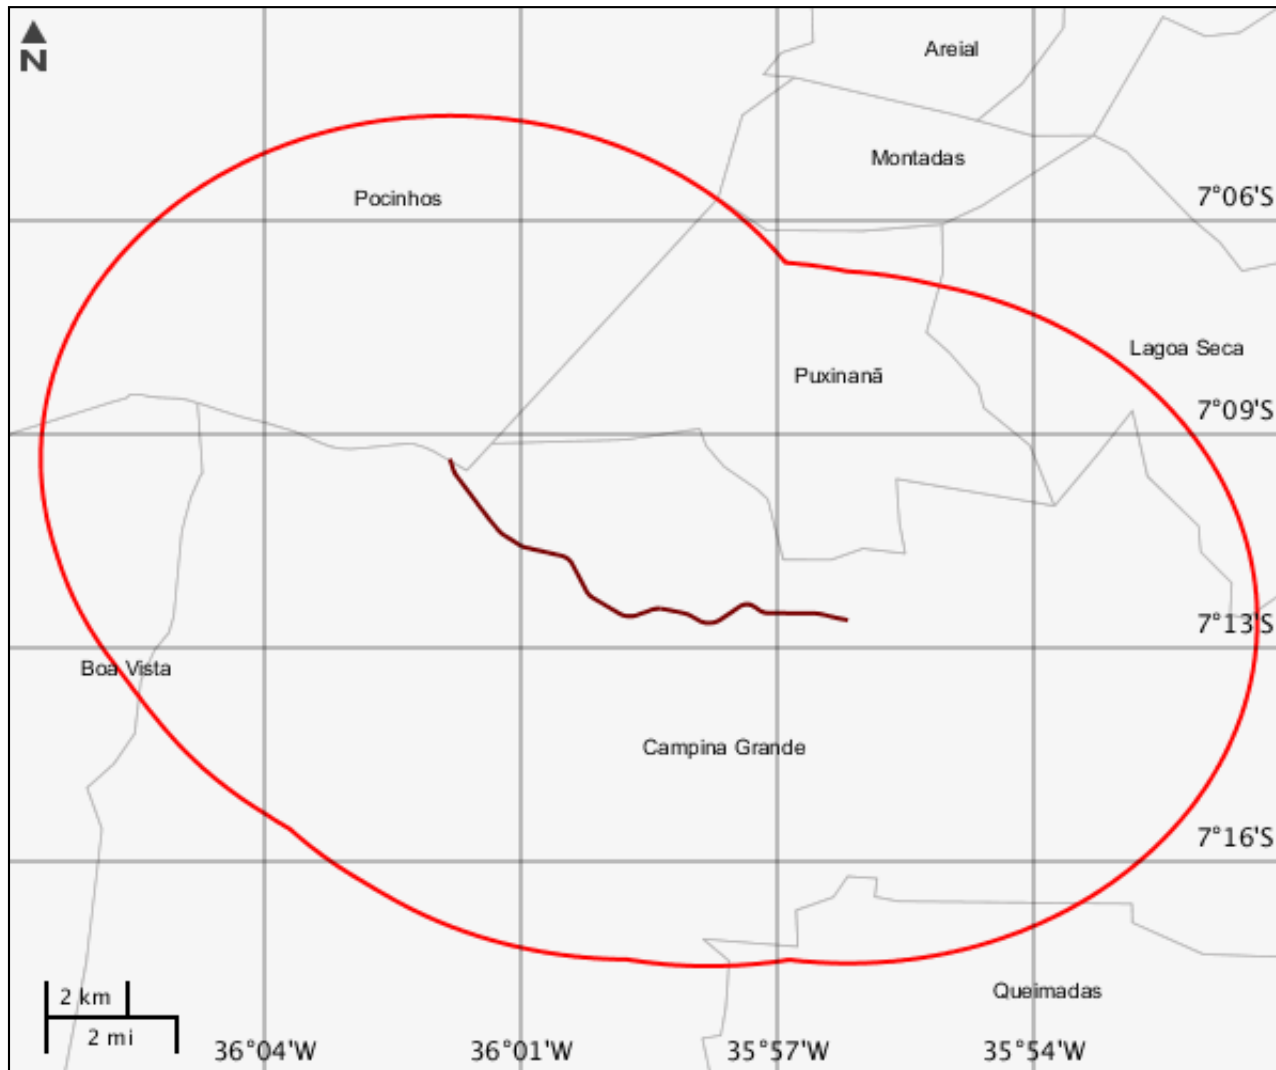 N
Areial
Montadas
Pocinhos
7°06'S
Lagoa Seca
Puxinanã
7°09'S
7°13'S
Boa Vista
Campina Grande
7°16'S
Queimadas
2 km
2 mi
36°04'W
36°01'W
35°57'W
35°54'W